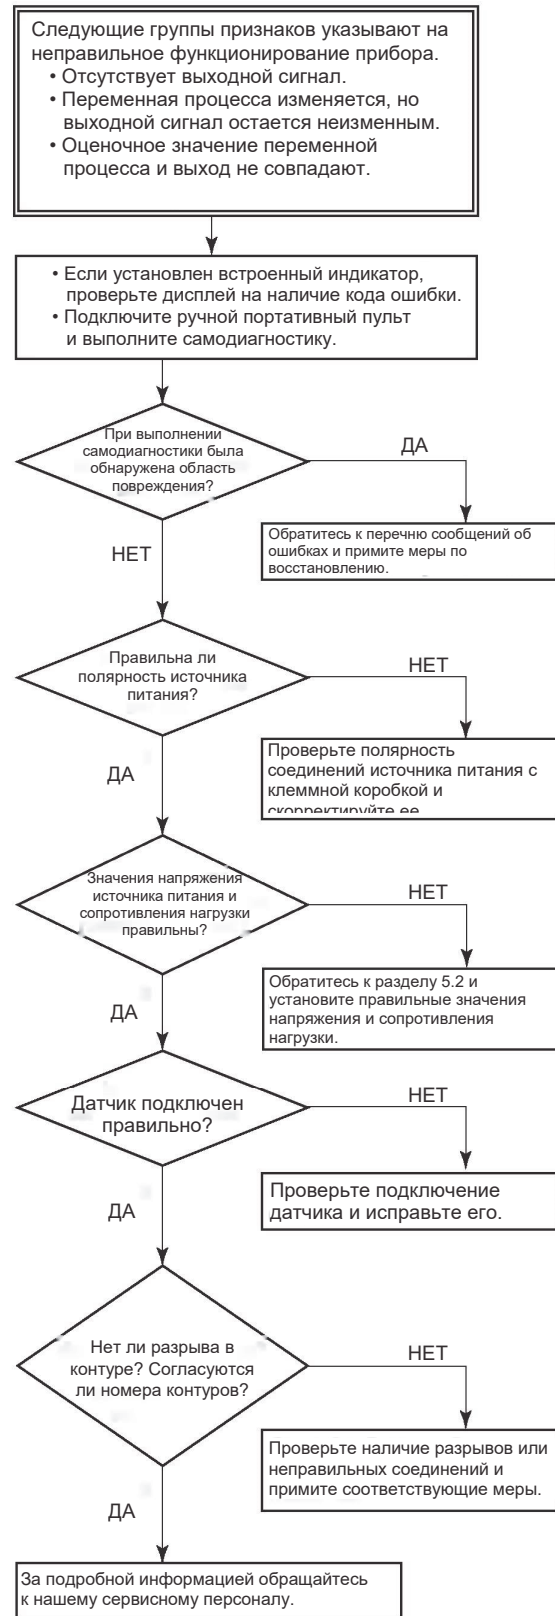 Следующие группы признаков указывают на
неправильное функционирование прибора.
• Отсутствует выходной сигнал.
• Переменная процесса изменяется, но
выходной сигнал остается неизменным.
• Оценочное значение переменной
процесса и выход не совпадают.
• Если установлен встроенный индикатор,
проверьте дисплей на наличие кода ошибки.
• Подключите ручной портативный пульт
и выполните самодиагностику.
При выполнении
самодиагностики была
обнаружена область
повреждения?
ДА
Обратитесь к перечню сообщений об
ошибках и примите меры по
восстановлению.
НЕТ
Правильна ли
полярность источника
питания?
НЕТ
Проверьте полярность
соединений источника питания с
клеммной коробкой и
скорректируйте ее
ДА
Значения напряжения
источника питания и
сопротивления нагрузки
правильны?
НЕТ
Обратитесь к разделу 5.2 и
установите правильные значения
напряжения и сопротивления
нагрузки.
ДА
Датчик подключен
правильно?
НЕТ
Проверьте подключение
датчика и исправьте его.
ДА
Нет ли разрыва в
контуре? Согласуются
ли номера контуров?
НЕТ
Проверьте наличие разрывов или
неправильных соединений и
примите соответствующие меры.
ДА
За подробной информацией обращайтесь
к нашему сервисному персоналу.